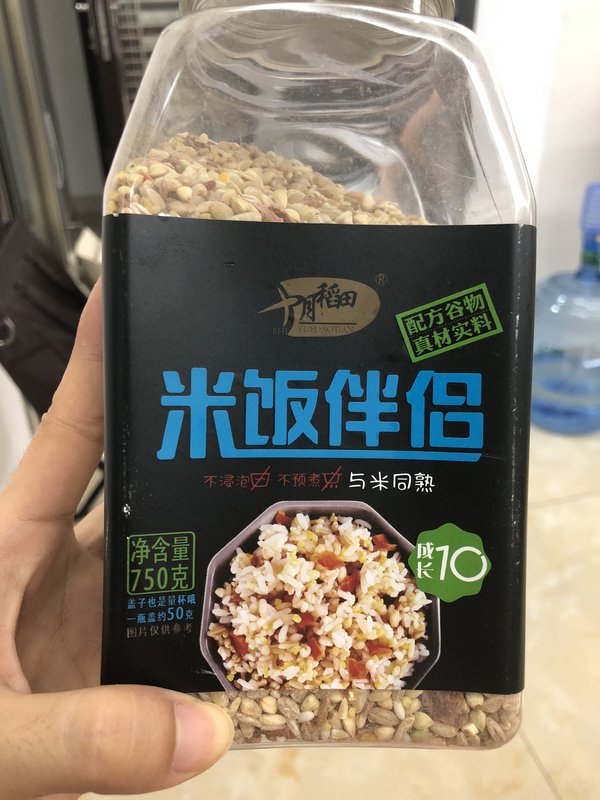 十月稻田
®
SHI YUEDAOTIAN
配方谷物
真材实料
米饭伴侣
不浸泡 不预煮 与米同熟
净含量
750克
盖子也是量杯哦
一瓶盖约50克
图片仅供参考
成长10